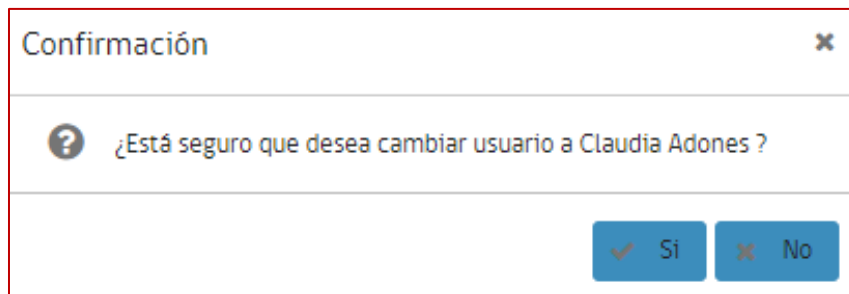 Confirmación
¿Está seguro que desea cambiar usuario a Claudia Adones ?
Si
No